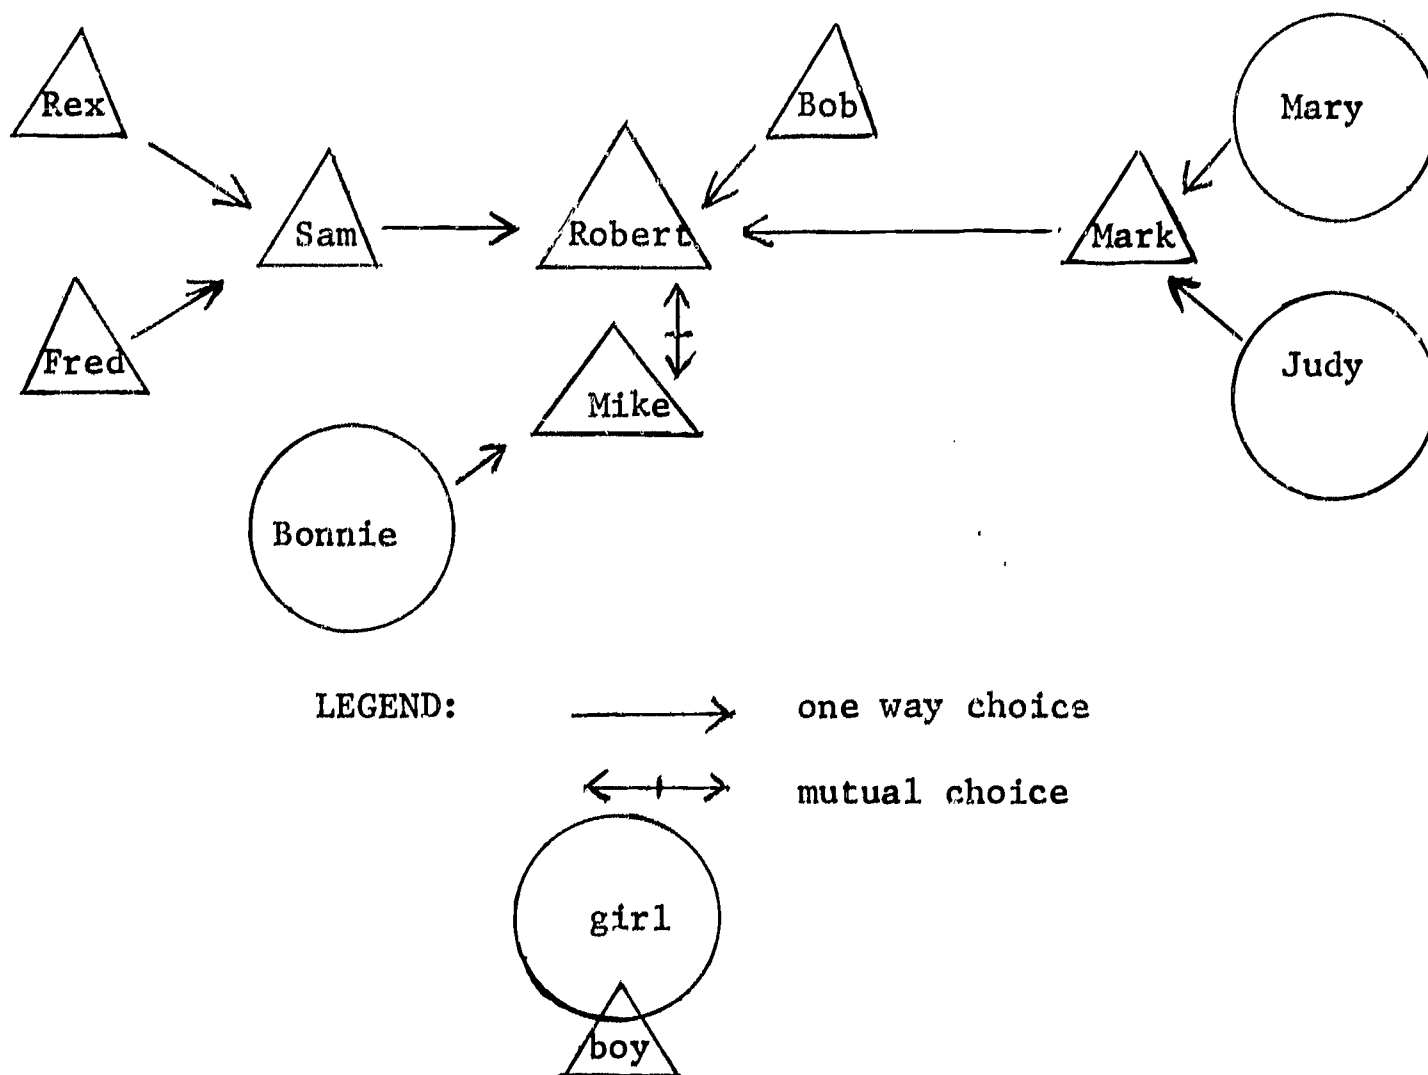 Rex
Bob
Mary
Sam
Robert
Mark
Fred
Mike
Judy
Bonnie
LEGEND:
one way choice
mutual choice
girl
boy